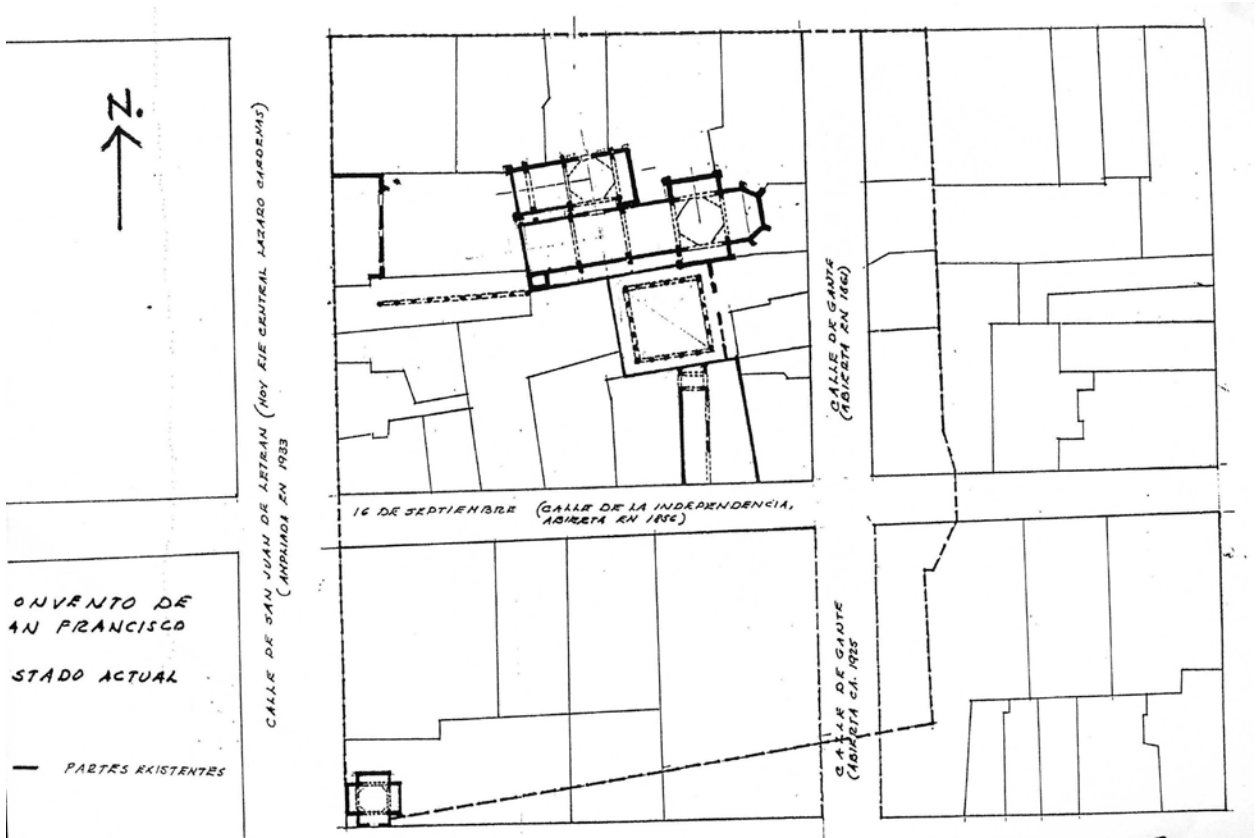 N.
CALLE DE SAN JUAN DE LETRAN (HOY EJE CENTRAL LAZARO CARDENAS)
(AMPLIADA EN 1933
CALLE DE GANTE
(ABIERTA EN 1861)
16 DE SEPTIEMBRE (CALLE DE LA INDEPENDENCIA,
ABIERTA EN 1856)
CALLE DE GANTE
(ABIERTA CA. 1925
ONVENTO DE
AN FRANCISCO
STADO ACTUAL
PARTES EXISTENTES